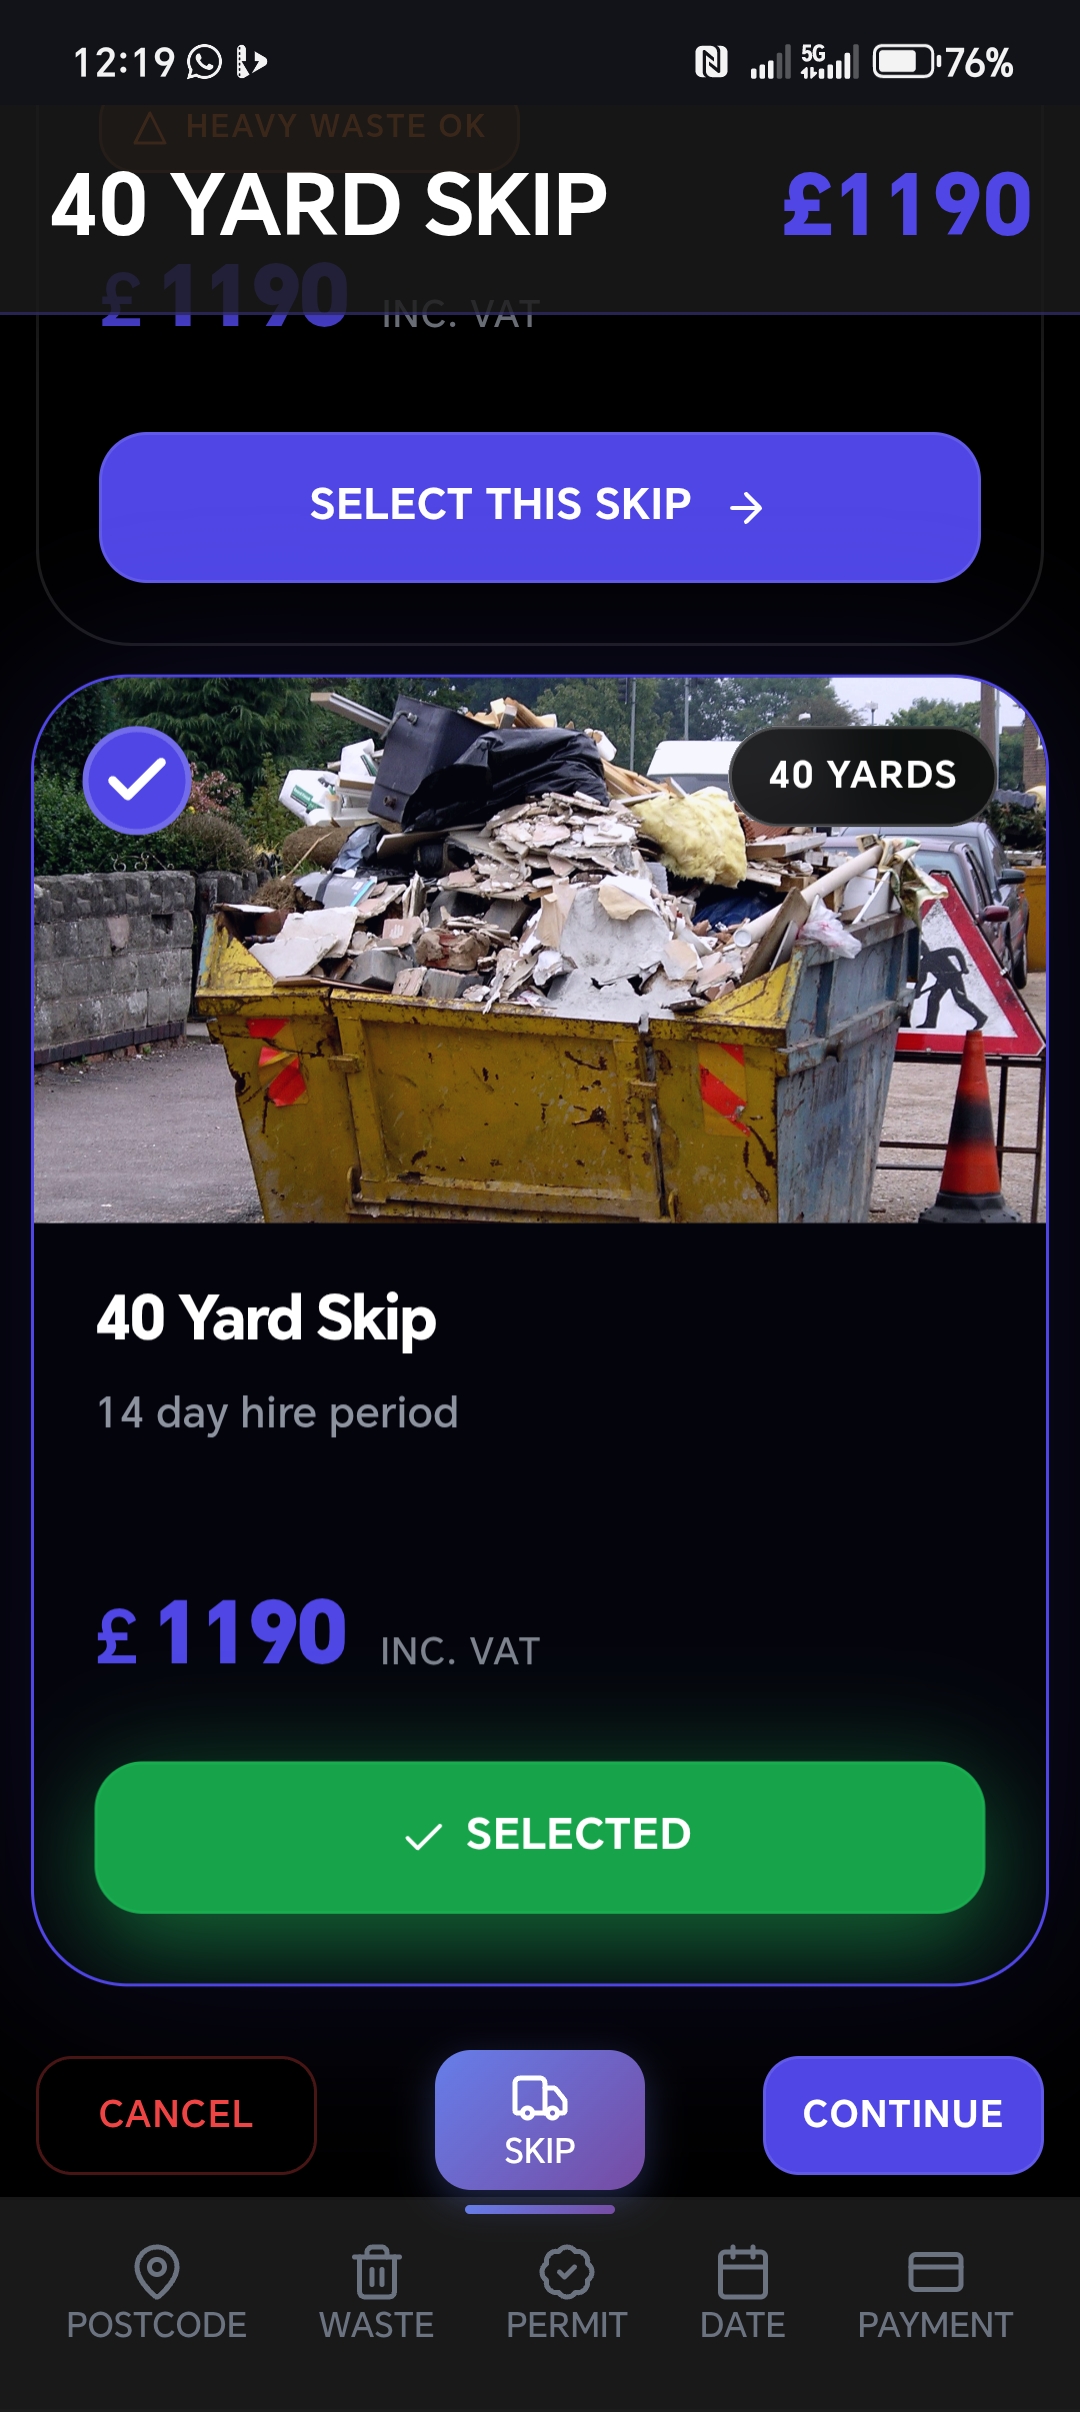 12:19
5G
76%
HEAVY WASTE OK
40 YARD SKIP £1190
£1190 INC. VAT
SELECT THIS SKIP
40 YARDS
40 Yard Skip
14 day hire period
£1190 INC. VAT
SELECTED
CANCEL
SKIP
CONTINUE
POSTCODE WASTE PERMIT DATE PAYMENT